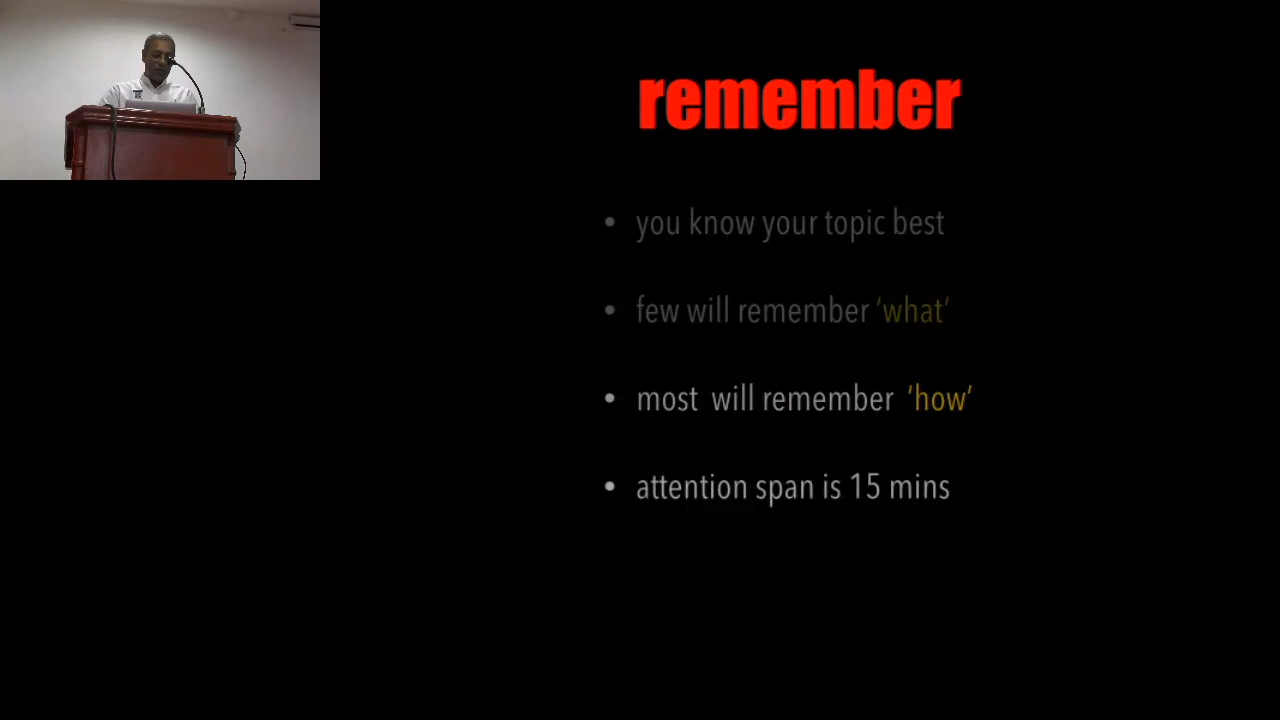 remember
• you know your topic best
• few will remember ‘what’
• most will remember ‘how’
• attention span is 15 mins